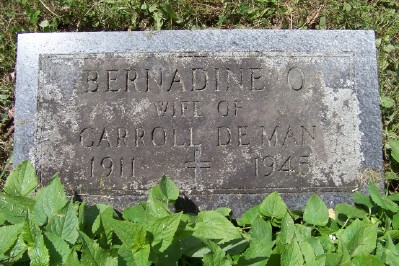 BERNADINE O.
WIFE OF
CARROLL DE MAN
1911 1945